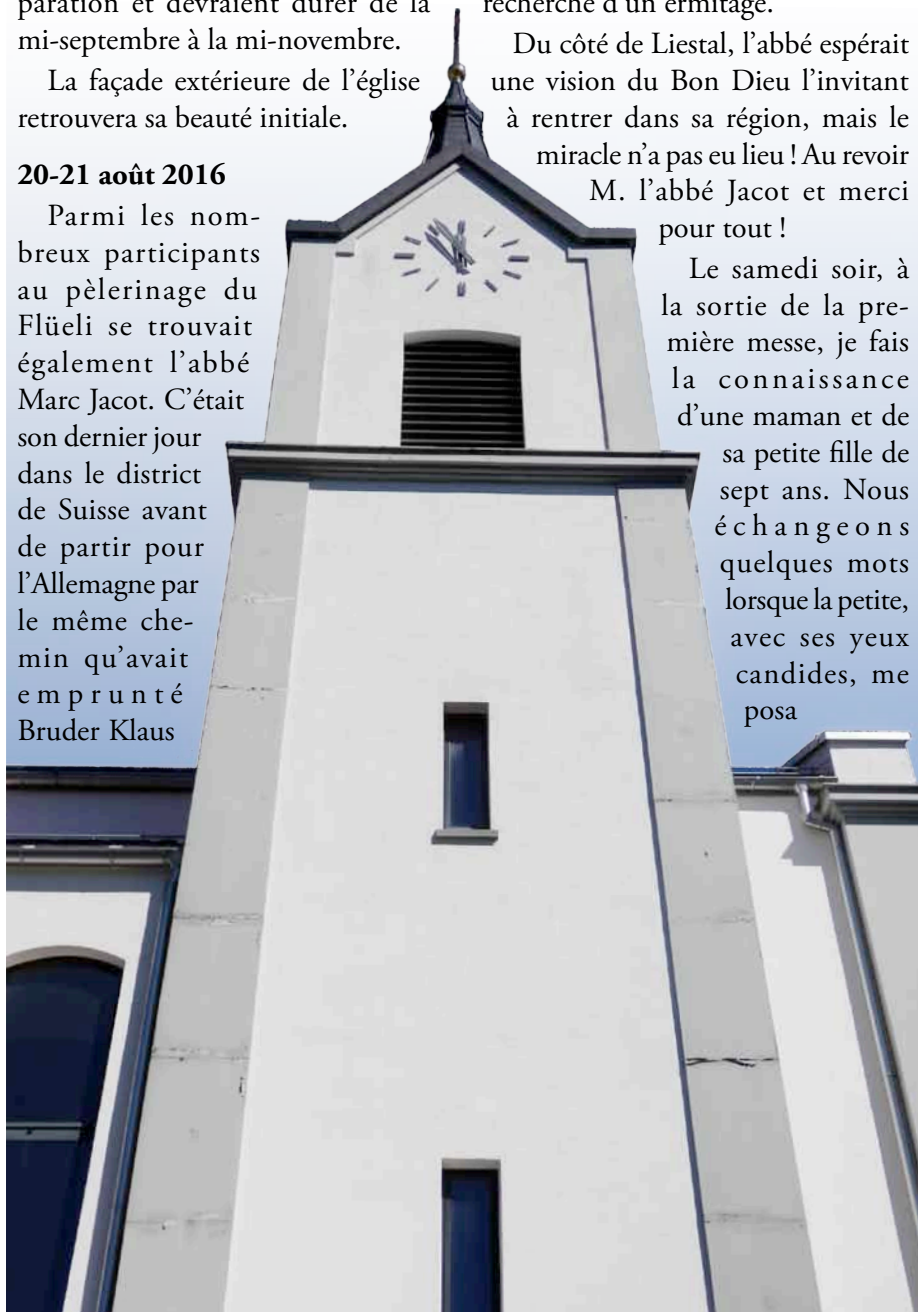 paration et devraient durer de la
mi-septembre à la mi-novembre.
La façade extérieure de l’église
retrouvera sa beauté initiale.
20-21 août 2016
Parmi les nom-
breux participants
au pèlerinage du
Flüeli se trouvait
également l’abbé
Marc Jacot. C’était
son dernier jour
dans le district
de Suisse avant
de partir pour
l’Allemagne par
le même che-
min qu’avait
emprunté
Bruder Klaus
recherche d’un ermitage.
Du côté de Liestal, l’abbé espérait
une vision du Bon Dieu l’invitant
à rentrer dans sa région, mais le
miracle n’a pas eu lieu ! Au revoir
M. l’abbé Jacot et merci
pour tout !
Le samedi soir, à
la sortie de la pre-
mière messe, je fais
la connaissance
d’une maman et de
sa petite fille de
sept ans. Nous
échangeons
quelques mots
lorsque la petite,
avec ses yeux
candides, me
posa